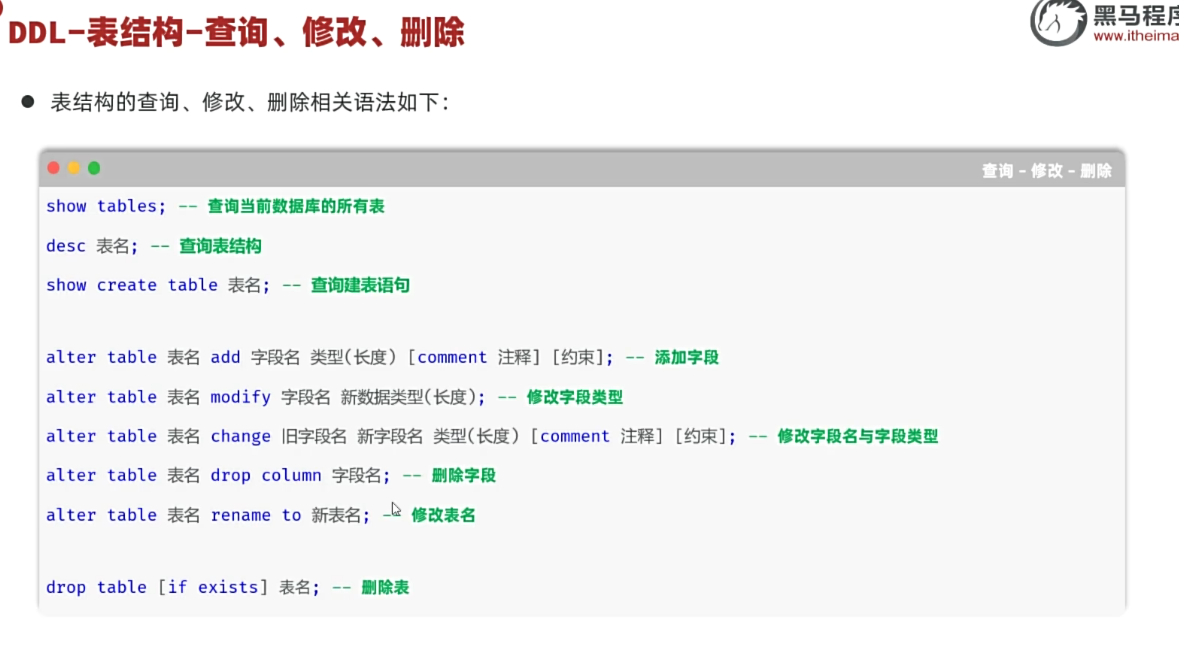 DDL-表结构-查询、修改、删除
黑马程序
www.itheima
表结构的查询、修改、删除相关语法如下：
查询 - 修改 - 删除
show tables; -- 查询当前数据库的所有表
desc 表名; -- 查询表结构
show create table 表名; -- 查询建表语句
alter table 表名 add 字段名 类型(长度) [comment 注释] [约束]; -- 添加字段
alter table 表名 modify 字段名 新数据类型(长度); -- 修改字段类型
alter table 表名 change 旧字段名 新字段名 类型(长度) [comment 注释] [约束]; -- 修改字段名与字段类型
alter table 表名 drop column 字段名; -- 删除字段
alter table 表名 rename to 新表名; -- 修改表名
drop table [if exists] 表名; -- 删除表